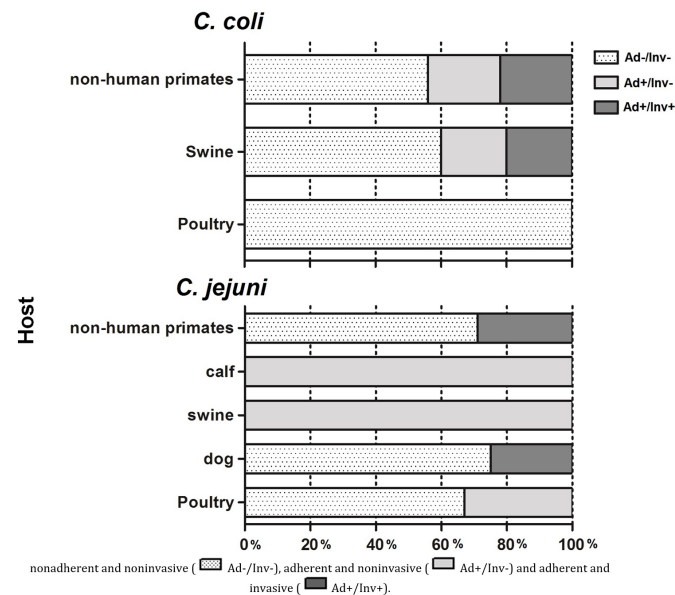 C. coli
non-human primates
Swine
Poultry
Ad-/Inv-
Ad+/Inv-
Ad+/Inv+
C. jejuni
Host
non-human primates
calf
swine
dog
Poultry
0% 20% 40% 60% 80% 100%
nonadherent and noninvasive ( Ad-/Inv-), adherent and noninvasive ( Ad+/Inv-) and adherent and
invasive ( Ad+/Inv+).